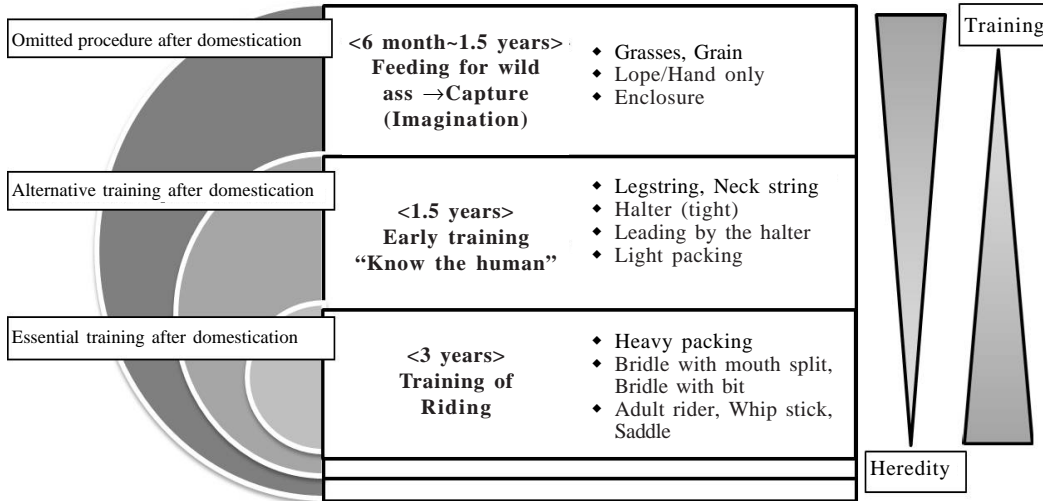 Omitted procedure after domestication
<6 month~1.5 years>
Feeding for wild
ass →Capture
(Imagination)
◆ Grasses, Grain
◆ Lope/Hand only
◆ Enclosure
Alternative training after domestication
<1.5 years>
Early training
“Know the human”
◆ Legstring, Neck string
◆ Halter (tight)
◆ Leading by the halter
◆ Light packing
Essential training after domestication
<3 years>
Training of
Riding
◆ Heavy packing
◆ Bridle with mouth split,
Bridle with bit
◆ Adult rider, Whip stick,
Saddle
Training
Heredity